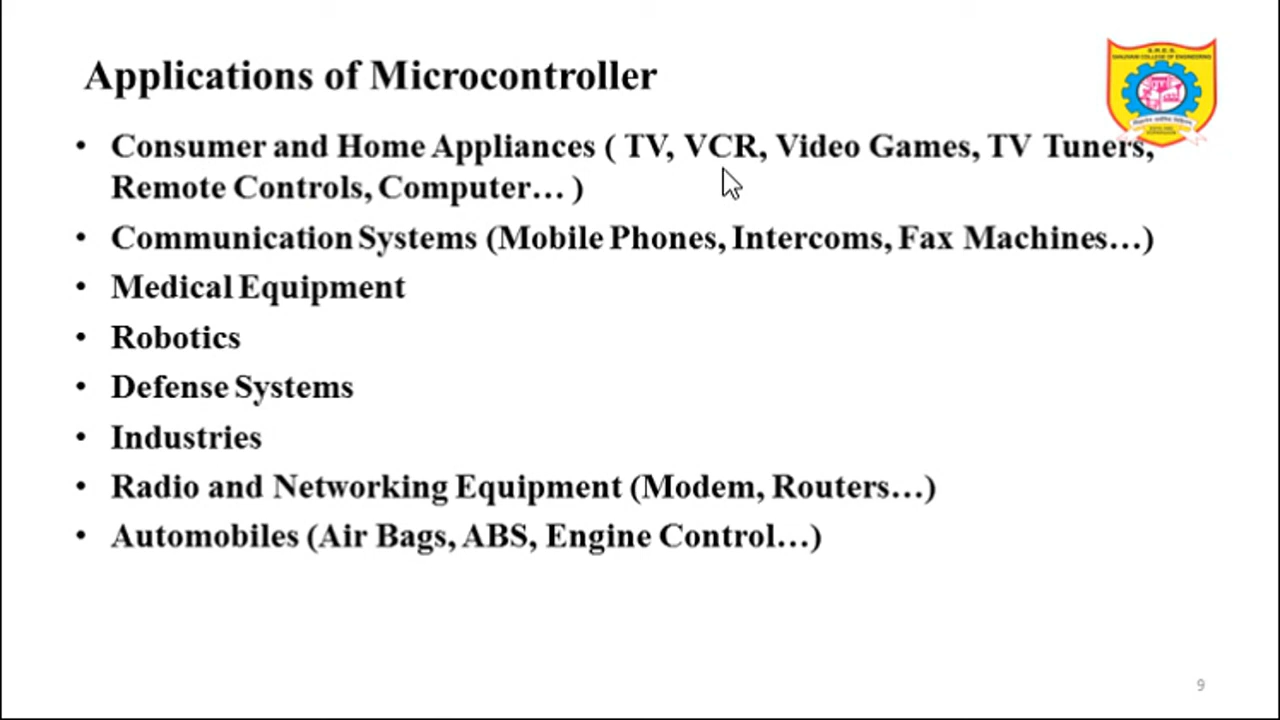 Applications of Microcontroller
• Consumer and Home Appliances ( TV, VCR, Video Games, TV Tuners,
Remote Controls, Computer… )
• Communication Systems (Mobile Phones, Intercoms, Fax Machines…)
• Medical Equipment
• Robotics
• Defense Systems
• Industries
• Radio and Networking Equipment (Modem, Routers…)
• Automobiles (Air Bags, ABS, Engine Control…)
9